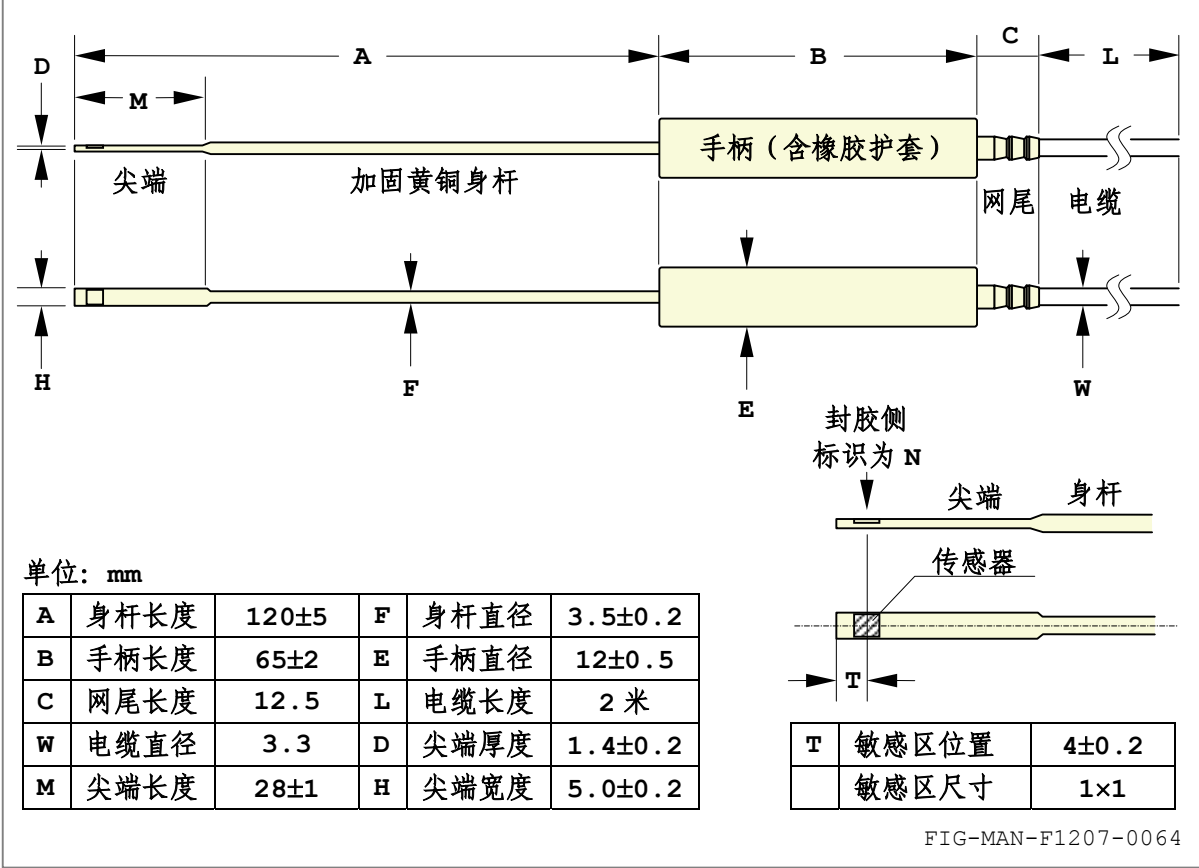 A
B
C
L
D
M
手柄（含橡胶护套）
尖端
加固黄铜身杆
网尾
电缆
H
F
E
W
封胶侧
标识为 N
尖端
身杆
传感器
T
单位: mm
A 身杆长度 120±5 F 身杆直径 3.5±0.2
B 手柄长度 65±2 E 手柄直径 12±0.5
C 网尾长度 12.5 L 电缆长度 2 米
W 电缆直径 3.3 D 尖端厚度 1.4±0.2
M 尖端长度 28±1 H 尖端宽度 5.0±0.2
T 敏感区位置 4±0.2
敏感区尺寸 1×1
FIG-MAN-F1207-0064